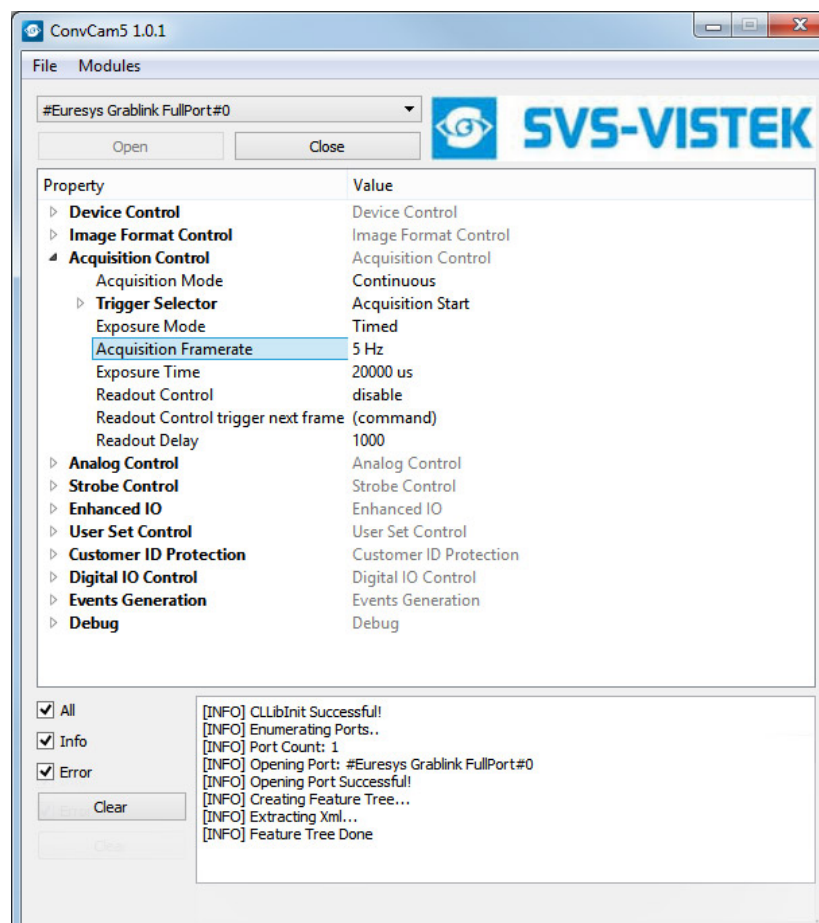 ConvCam5 1.0.1
File Modules
#Euresys Grablink FullPort#0
Open Close
SVS-VISTEK
Property Value
Device Control Device Control
Image Format Control Image Format Control
Acquisition Control Acquisition Control
Acquisition Mode Continuous
Trigger Selector Acquisition Start
Exposure Mode Timed
Acquisition Framerate 5 Hz
Exposure Time 20000 us
Readout Control disable
Readout Control trigger next frame (command)
Readout Delay 1000
Analog Control Analog Control
Strobe Control Strobe Control
Enhanced IO Enhanced IO
User Set Control User Set Control
Customer ID Protection Customer ID Protection
Digital IO Control Digital IO Control
Events Generation Events Generation
Debug Debug
All
Info
Error
Clear
[INFO] CLLibInit Successful!
[INFO] Enumerating Ports..
[INFO] Port Count: 1
[INFO] Opening Port: #Euresys Grablink FullPort#0
[INFO] Opening Port Successful!
[INFO] Creating Feature Tree...
[INFO] Extracting Xml...
[INFO] Feature Tree Done